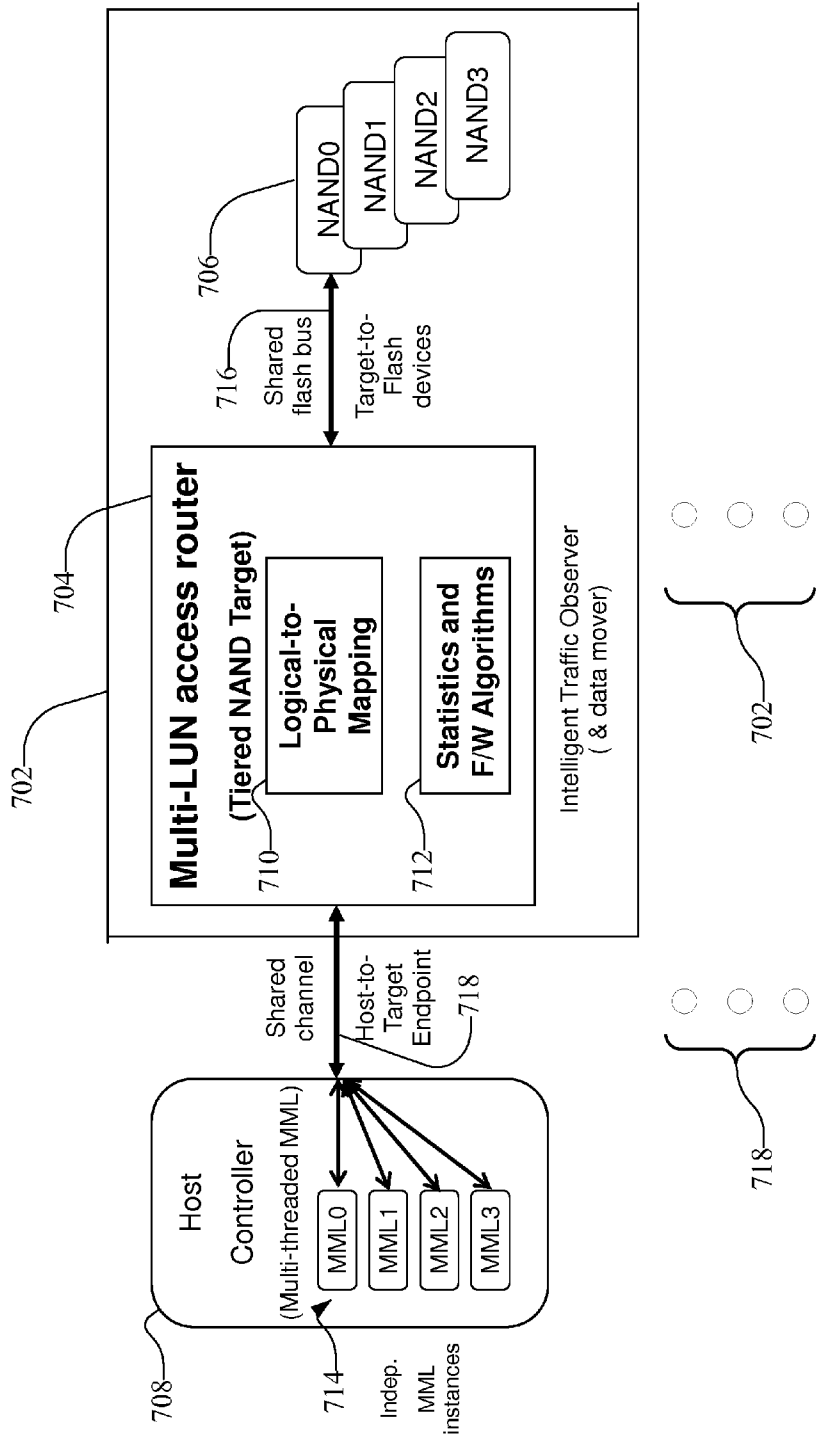 702
704
706
708
Host
Controller
(Multi-threaded MML)
MML0
MML1
MML2
MML3
714
Indep.
MML
instances
Shared
channel
Host-to-
Target
Endpoint
718
Multi-LUN access router
(Tiered NAND Target)
710
Logical-to-
Physical
Mapping
712
Statistics and
F/W Algorithms
Intelligent Traffic Observer
( & data mover)
716
Shared
flash bus
Target-to-
Flash
devices
NAND0
NAND1
NAND2
NAND3
718
702